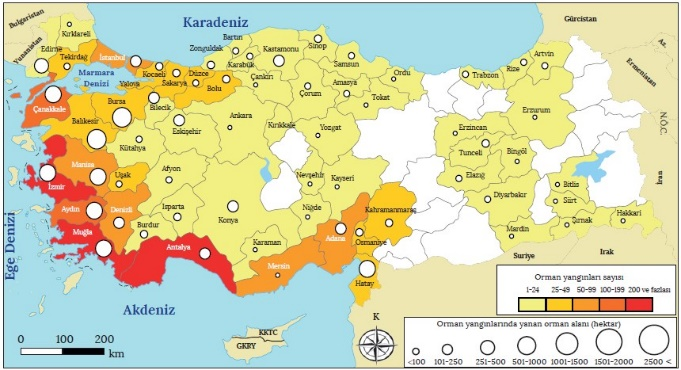 Bulgaristan
Karadeniz
Gürcistan
Kırklareli
Yunanistan
Edirne
Tekirdağ
İstanbul
Bartın
Zonguldak
Kastamonu
Sinop
Karabük
Samsun
Ordu
Trabzon
Rize
Artvin
As.
Ermenistan
Marmara
Denizi
Yalova
Kocaeli
Sakarya
Düzce
Bolu
Çankırı
Çorum
Amasya
Tokat
Çanakkale
Bursa
Bilecik
Balıkesir
Eskişehir
Ankara
Kırıkkale
Yozgat
Erzincan
Erzurum
N.Ö.C.
Kütahya
Tunceli
Bingöl
İran
Manisa
Uşak
Afyon
Nevşehir
Kayseri
Elazığ
Bitlis
Siirt
İzmir
Aydın
Denizli
Isparta
Konya
Niğde
Kahramanmaraş
Diyarbakır
Hakkari
Şırnak
Mardin
Ege Denizi
Muğla
Burdur
Antalya
Karaman
Mersin
Adana
Osmaniye
Hatay
Suriye
Irak
Akdeniz
Orman yangınları sayısı
1-24 25-49 50-99 100-199 200 ve fazlası
K
KKTC
GKRY
0 100 200
km
Orman yangınlarında yanan orman alanı (hektar)
<100 101-250 251-500 501-1000 1001-1500 1501-2000 2500 <